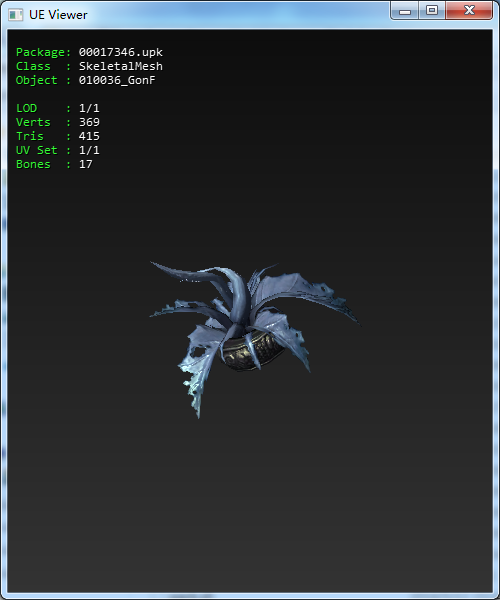 UE Viewer
Package: 00017346.upk
Class : SkeletalMesh
Object : 010036_GonF
LOD : 1/1
Verts : 369
Tris : 415
UV Set : 1/1
Bones : 17